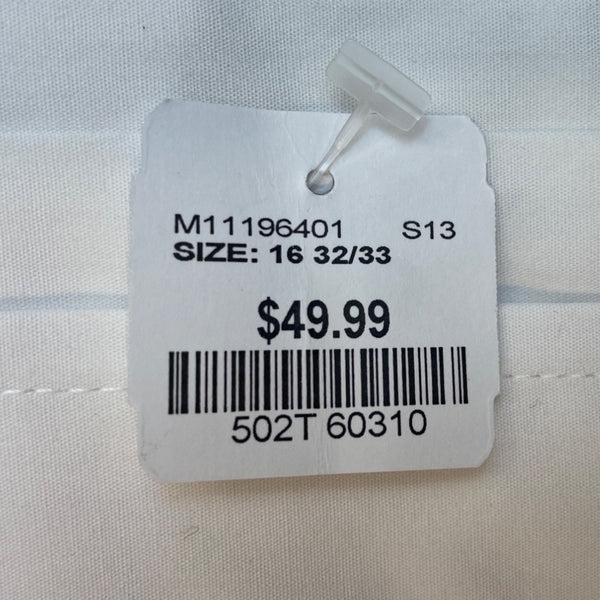 M11196401 S13
SIZE: 16 32/33
$49.99
502T 60310